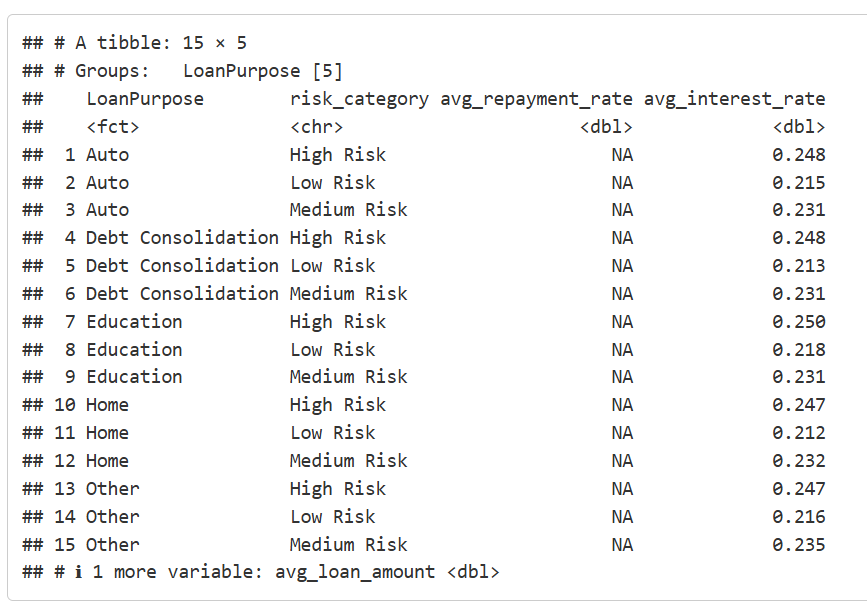 ## # A tibble: 15 × 5
## # Groups:   LoanPurpose [5]
##    LoanPurpose        risk_category avg_repayment_rate avg_interest_rate
##    <fct>              <chr>                      <dbl>             <dbl>
##  1 Auto               High Risk                     NA             0.248
##  2 Auto               Low Risk                      NA             0.215
##  3 Auto               Medium Risk                   NA             0.231
##  4 Debt Consolidation High Risk                     NA             0.248
##  5 Debt Consolidation Low Risk                      NA             0.213
##  6 Debt Consolidation Medium Risk                   NA             0.231
##  7 Education          High Risk                     NA             0.250
##  8 Education          Low Risk                      NA             0.218
##  9 Education          Medium Risk                   NA             0.231
## 10 Home               High Risk                     NA             0.247
## 11 Home               Low Risk                      NA             0.212
## 12 Home               Medium Risk                   NA             0.232
## 13 Other              High Risk                     NA             0.247
## 14 Other              Low Risk                      NA             0.216
## 15 Other              Medium Risk                   NA             0.235
## # ℹ 1 more variable: avg_loan_amount <dbl>